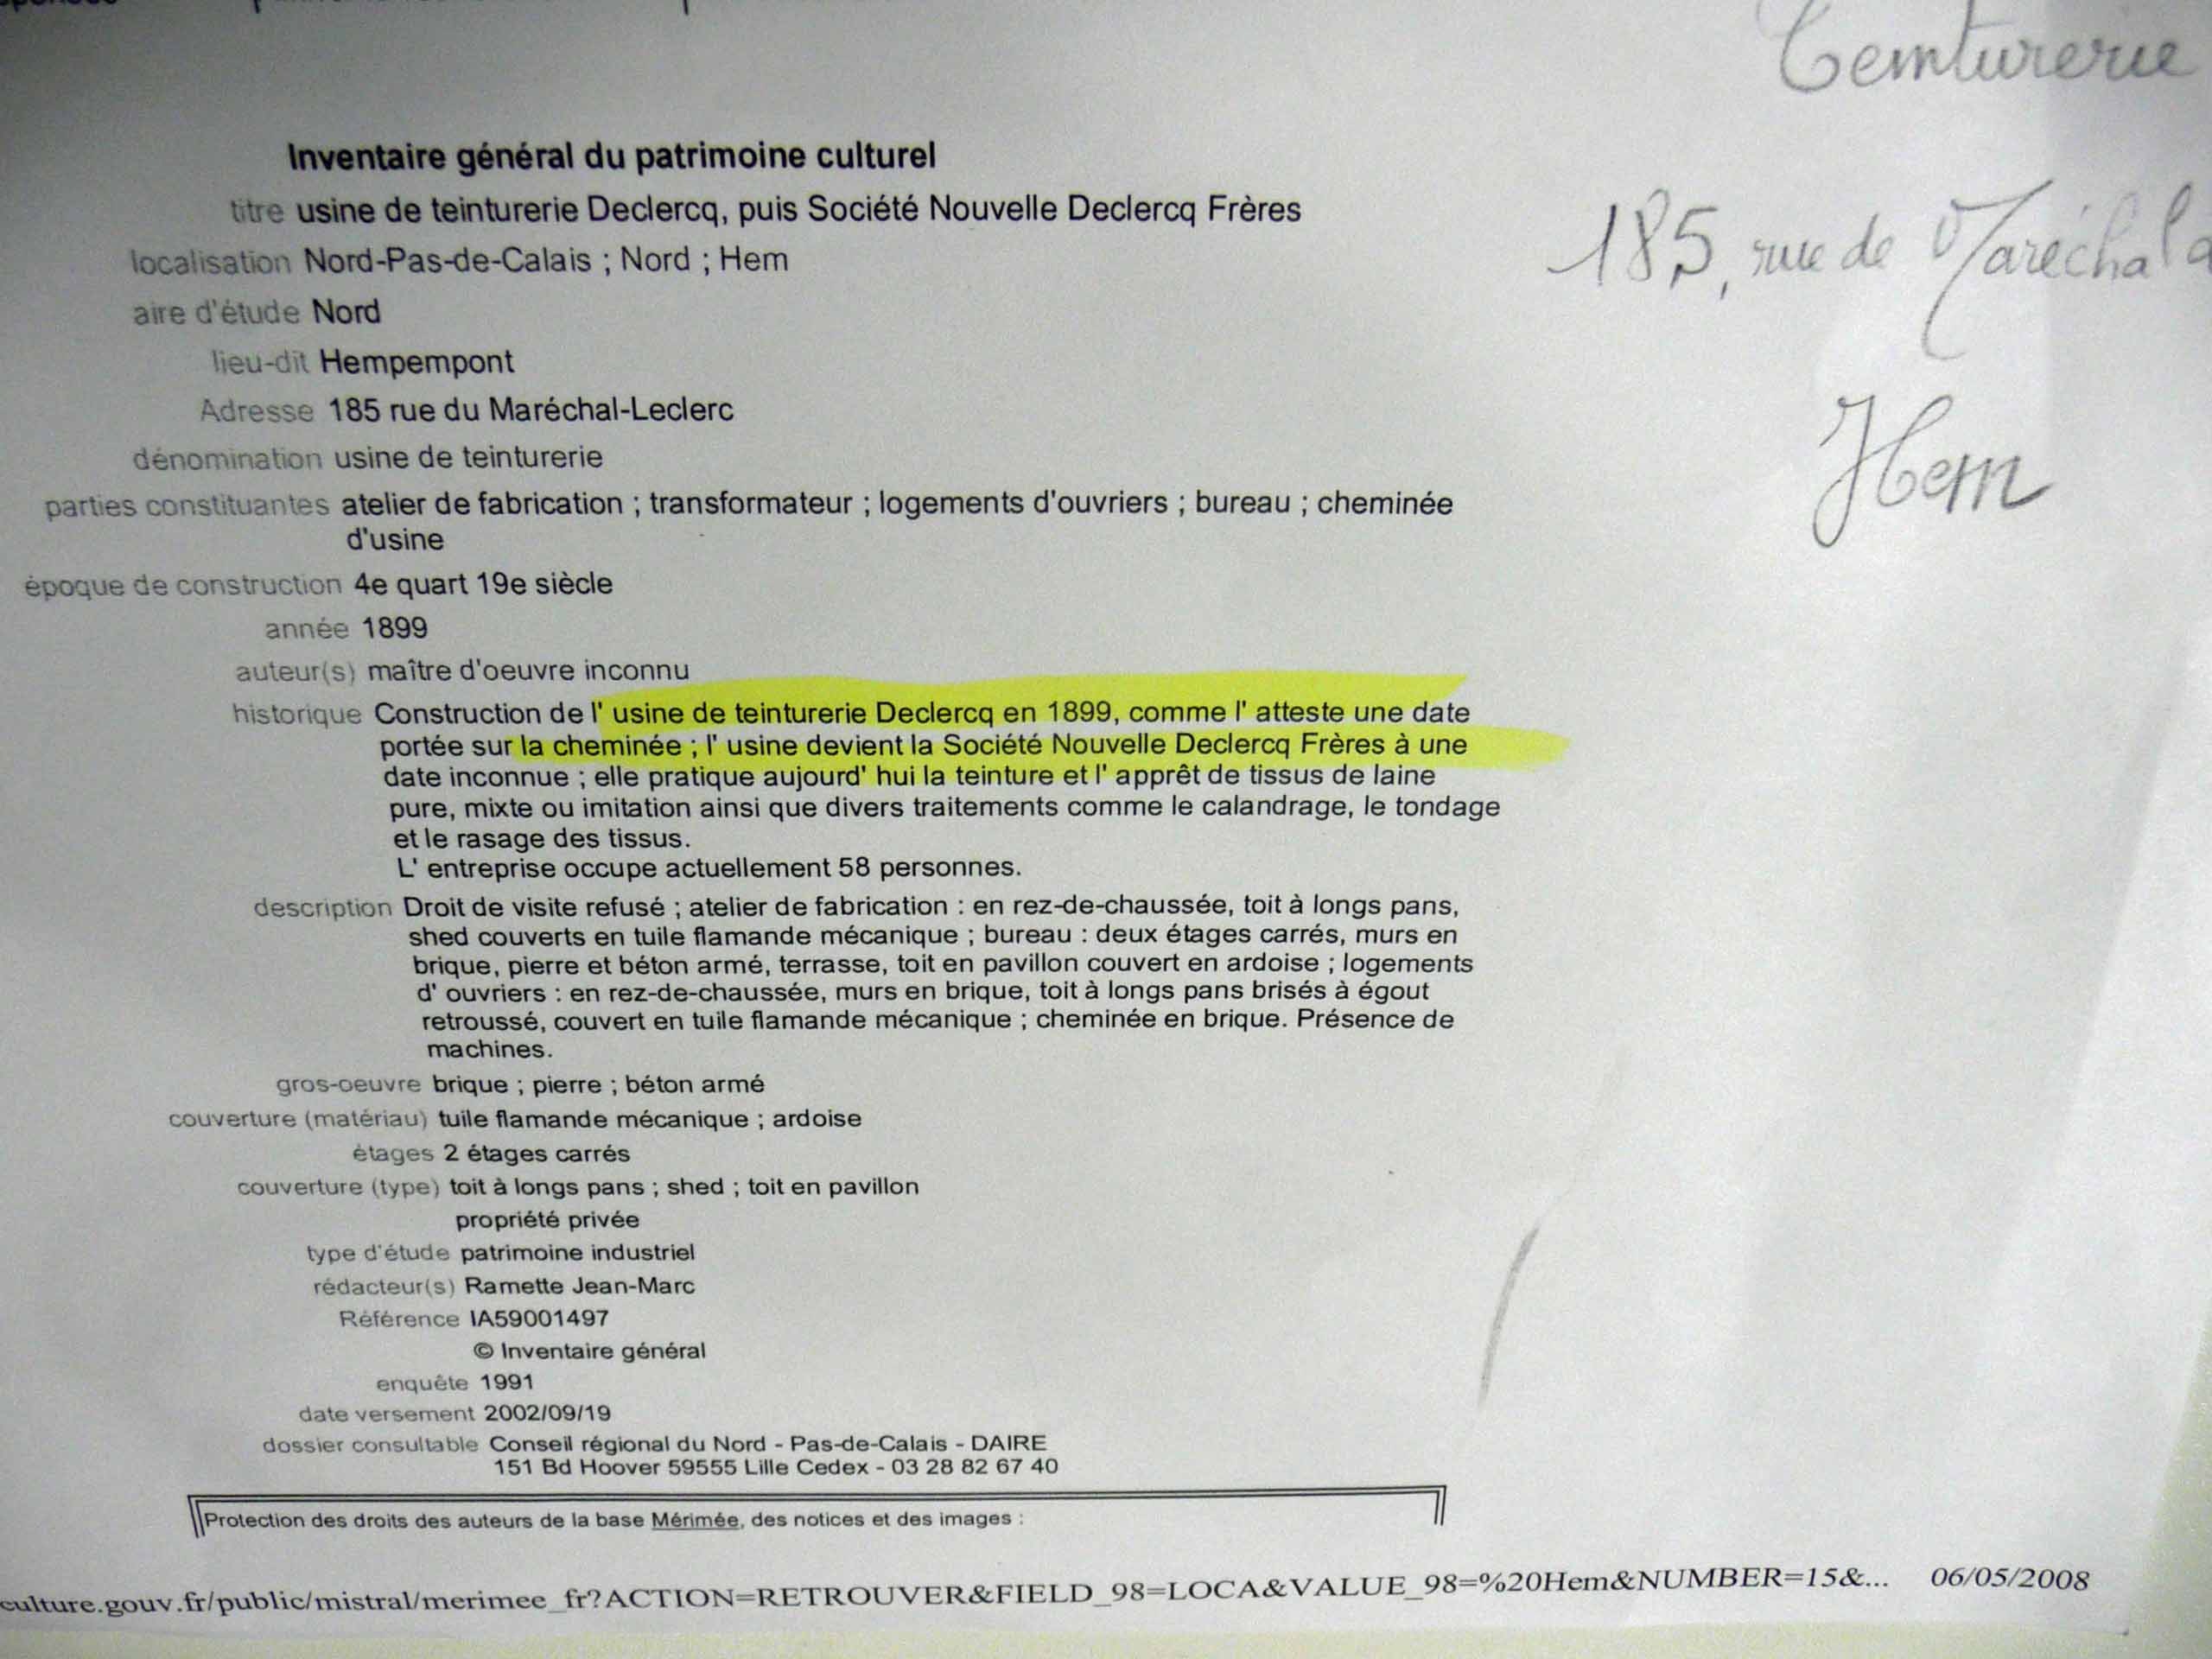 Teinturerie
Inventaire général du patrimoine culturel
titre usine de teinturerie Declercq, puis Société Nouvelle Declercq Frères
185, rue de Maréchal
localisation Nord-Pas-de-Calais ; Nord ; Hem
aire d'étude Nord
lieu-dit Hempempont
Adresse 185 rue du Maréchal-Leclerc
Hem
dénomination usine de teinturerie
parties constituantes atelier de fabrication ; transformateur ; logements d'ouvriers ; bureau ; cheminée
d'usine
époque de construction 4e quart 19e siècle
année 1899
auteur(s) maître d'oeuvre inconnu
historique Construction de l' usine de teinturerie Declercq en 1899, comme l' atteste une date
portée sur la cheminée ; l' usine devient la Société Nouvelle Declercq Frères à une
date inconnue ; elle pratique aujourd' hui la teinture et l' apprêt de tissus de laine
pure, mixte ou imitation ainsi que divers traitements comme le calandrage, le tondage
et le rasage des tissus.
L' entreprise occupe actuellement 58 personnes.
description Droit de visite refusé ; atelier de fabrication : en rez-de-chaussée, toit à longs pans,
shed couverts en tuile flamande mécanique ; bureau : deux étages carrés, murs en
brique, pierre et béton armé, terrasse, toit en pavillon couvert en ardoise ; logements
d' ouvriers : en rez-de-chaussée, murs en brique, toit à longs pans brisés à égout
retroussé, couvert en tuile flamande mécanique ; cheminée en brique. Présence de
machines.
gros-oeuvre brique ; pierre ; béton armé
couverture (matériau) tuile flamande mécanique ; ardoise
étages 2 étages carrés
couverture (type) toit à longs pans ; shed ; toit en pavillon
propriété privée
type d'étude patrimoine industriel
rédacteur(s) Ramette Jean-Marc
Référence IA59001497
© Inventaire général
enquête 1991
date versement 2002/09/19
dossier consultable Conseil régional du Nord - Pas-de-Calais - DAIRE
151 Bd Hoover 59555 Lille Cedex - 03 28 82 67 40
Protection des droits des auteurs de la base Mérimée, des notices et des images :
culture.gouv.fr/public/mistral/merimee_fr?ACTION=RETROUVER&FIELD_98=LOCA&VALUE_98=%20Hem&NUMBER=15&... 06/05/2008